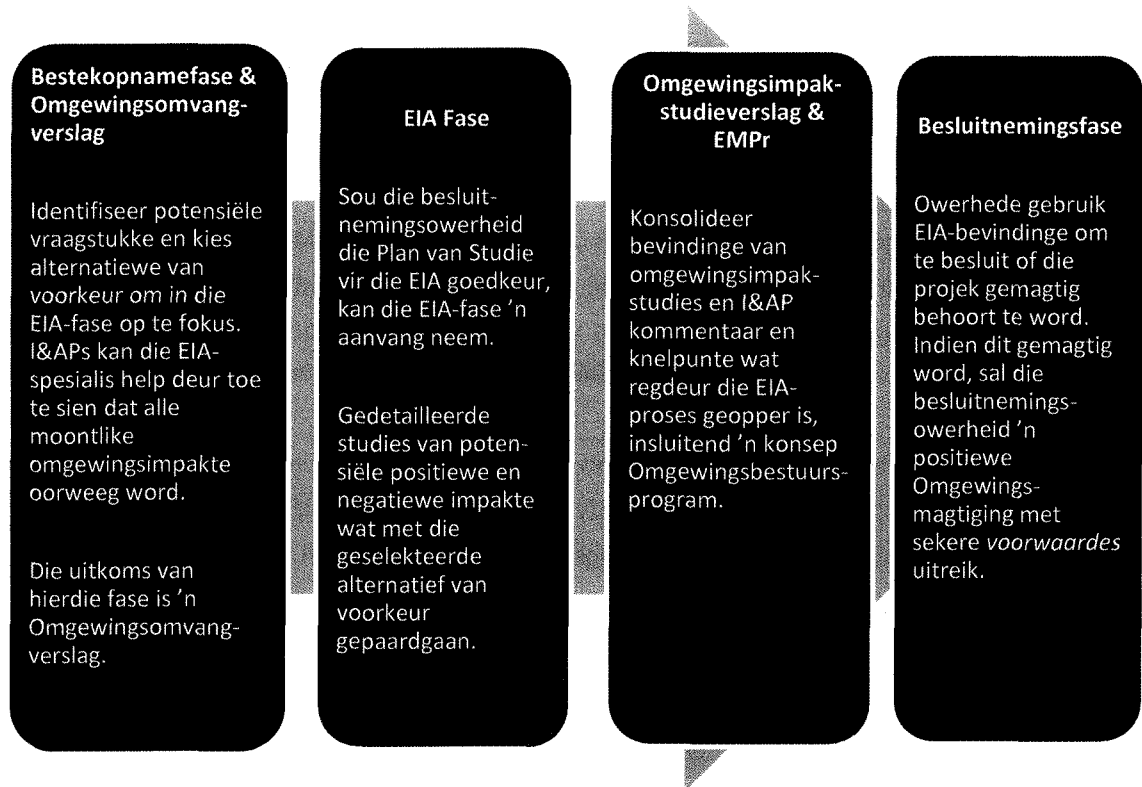 Bestekopnamefase &
Omgewingsomvang-
verslag
Identifiseer potensiële
vraagstukke en kies
alternatiewe van
voorkeur om in die
EIA-fase op te fokus.
I&APs kan die EIA-
spesialis help deur toe
te sien dat alle
moontlike
omgewingsimpakte
oorweeg word.
Die uitkoms van
hierdie fase is 'n
Omgewingsomvang-
verslag.
EIA Fase
Sou die besluit-
nemingsowerheid
die Plan van Studie
vir die EIA goedkeur,
kan die EIA-fase 'n
aanvang neem.
Gedetailleerde
studies van poten-
siële positiewe en
negatiewe impakte
wat met die
geselekteerde
alternatief van
voorkeur
gepaardgaan.
Omgewingsimpak-
studieverslag &
EMPr
Konsolideer
bevindinge van
omgewingsimpak-
studies en I&AP
kommentaar en
knelpunte wat
regdeur die EIA-
proses geopper is,
insluitend 'n konsep
Omgewingsbestuurs-
program.
Besluitnemingsfase
Owerhede gebruik
EIA-bevindinge om
te besluit of die
projek gemagtig
behoort te word.
Indien dit gemagtig
word, sal die
besluitnemings-
owerheid 'n
positiewe
Omgewings-
magtiging met
sekere voorwaardes
uitreik.